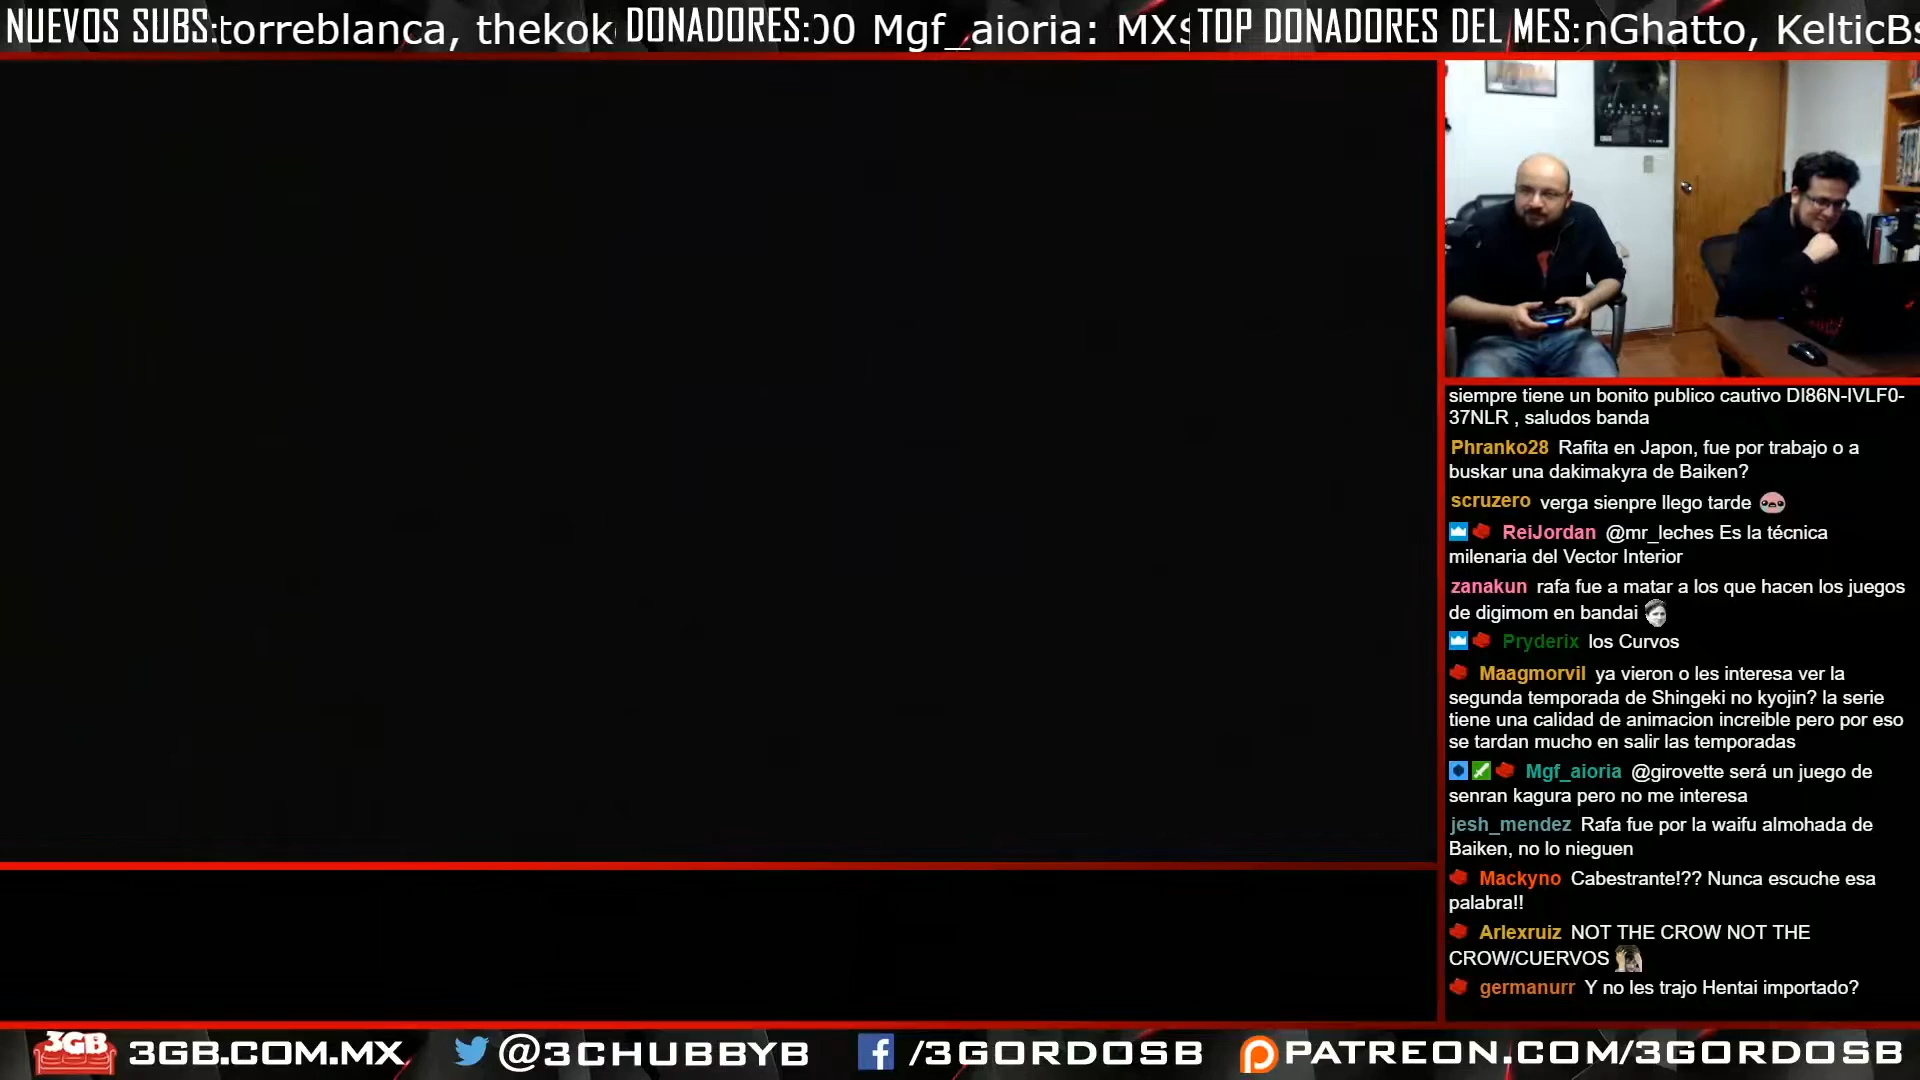 NUEVOS SUBS: torreblanca, thekok DONADORES: 00 Mgf_aioria: MX$ TOP DONADORES DEL MES: nGhatto, KelticBs
ALIEN
siempre tiene un bonito publico cautivo DI86N-IVLF0-
37NLR , saludos banda
Phranko28 Rafita en Japon, fue por trabajo o a
buskar una dakimakyra de Baiken?
scruzero verga sienpre llego tarde
ReiJordan @mr_leches Es la técnica
milenaria del Vector Interior
zanakun rafa fue a matar a los que hacen los juegos
de digimom en bandai
Pryderix los Curvos
Maagmorvil ya vieron o les interesa ver la
segunda temporada de Shingeki no kyojin? la serie
tiene una calidad de animacion increible pero por eso
se tardan mucho en salir las temporadas
Mgf_aioria @girovette será un juego de
senran kagura pero no me interesa
jesh_mendez Rafa fue por la waifu almohada de
Baiken, no lo nieguen
Mackyno Cabestrante!?? Nunca escuche esa
palabra!!
Arlexruiz NOT THE CROW NOT THE
CROW/CUERVOS
germanurr Y no les trajo Hentai importado?
3GB 3GB.COM.MX @3CHUBBYB /3GORDOSB PATREON.COM/3GORDOSB